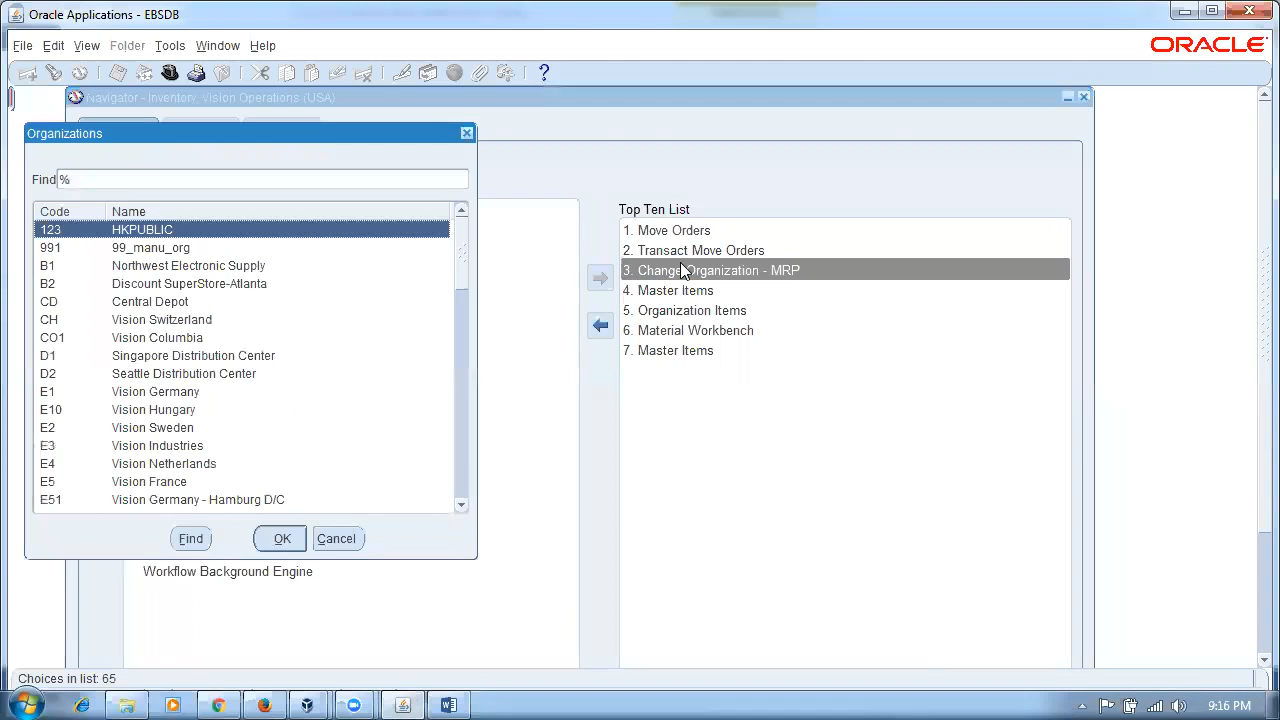 Oracle Applications - EBSDB
File Edit View Folder Tools Window Help
ORACLE
Navigator - Inventory, Vision Operations (USA)
Organizations
Find %
Code Name
123 HKPUBLIC
991 99_manu_org
B1 Northwest Electronic Supply
B2 Discount SuperStore-Atlanta
CD Central Depot
CH Vision Switzerland
CO1 Vision Columbia
D1 Singapore Distribution Center
D2 Seattle Distribution Center
E1 Vision Germany
E10 Vision Hungary
E2 Vision Sweden
E3 Vision Industries
E4 Vision Netherlands
E5 Vision France
E51 Vision Germany - Hamburg D/C
Find OK Cancel
Workflow Background Engine
Top Ten List
1. Move Orders
2. Transact Move Orders
3. Change Organization - MRP
4. Master Items
5. Organization Items
6. Material Workbench
7. Master Items
Choices in list: 65
9:16 PM